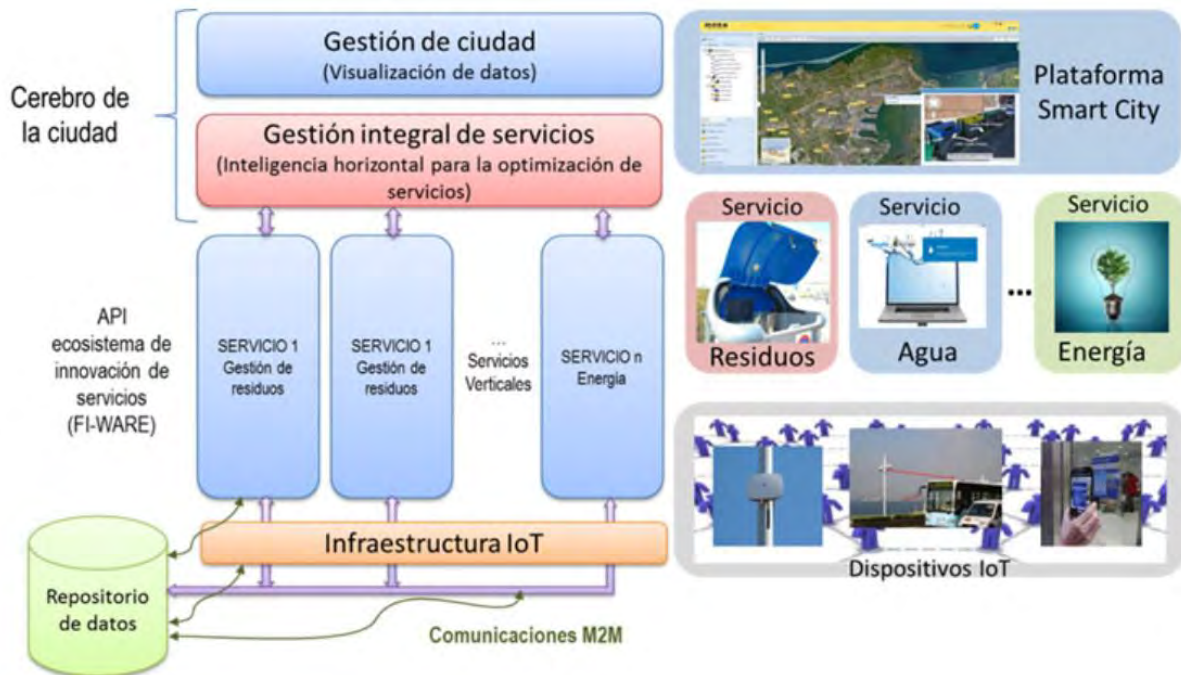 Cerebro de
la ciudad
Gestión de ciudad
(Visualización de datos)
Gestión integral de servicios
(Inteligencia horizontal para la optimización de
servicios)
Plataforma
Smart City
API
ecosistema de
innovación de
servicios
(FI-WARE)
SERVICIO 1
Gestión de
residuos
SERVICIO 1
Gestión de
residuos
...
Servicios
Verticales
SERVICIO n
Energía
Servicio
Residuos
Servicio
Agua
...
Servicio
Energía
Infraestructura IoT
Repositorio
de datos
Comunicaciones M2M
Dispositivos IoT